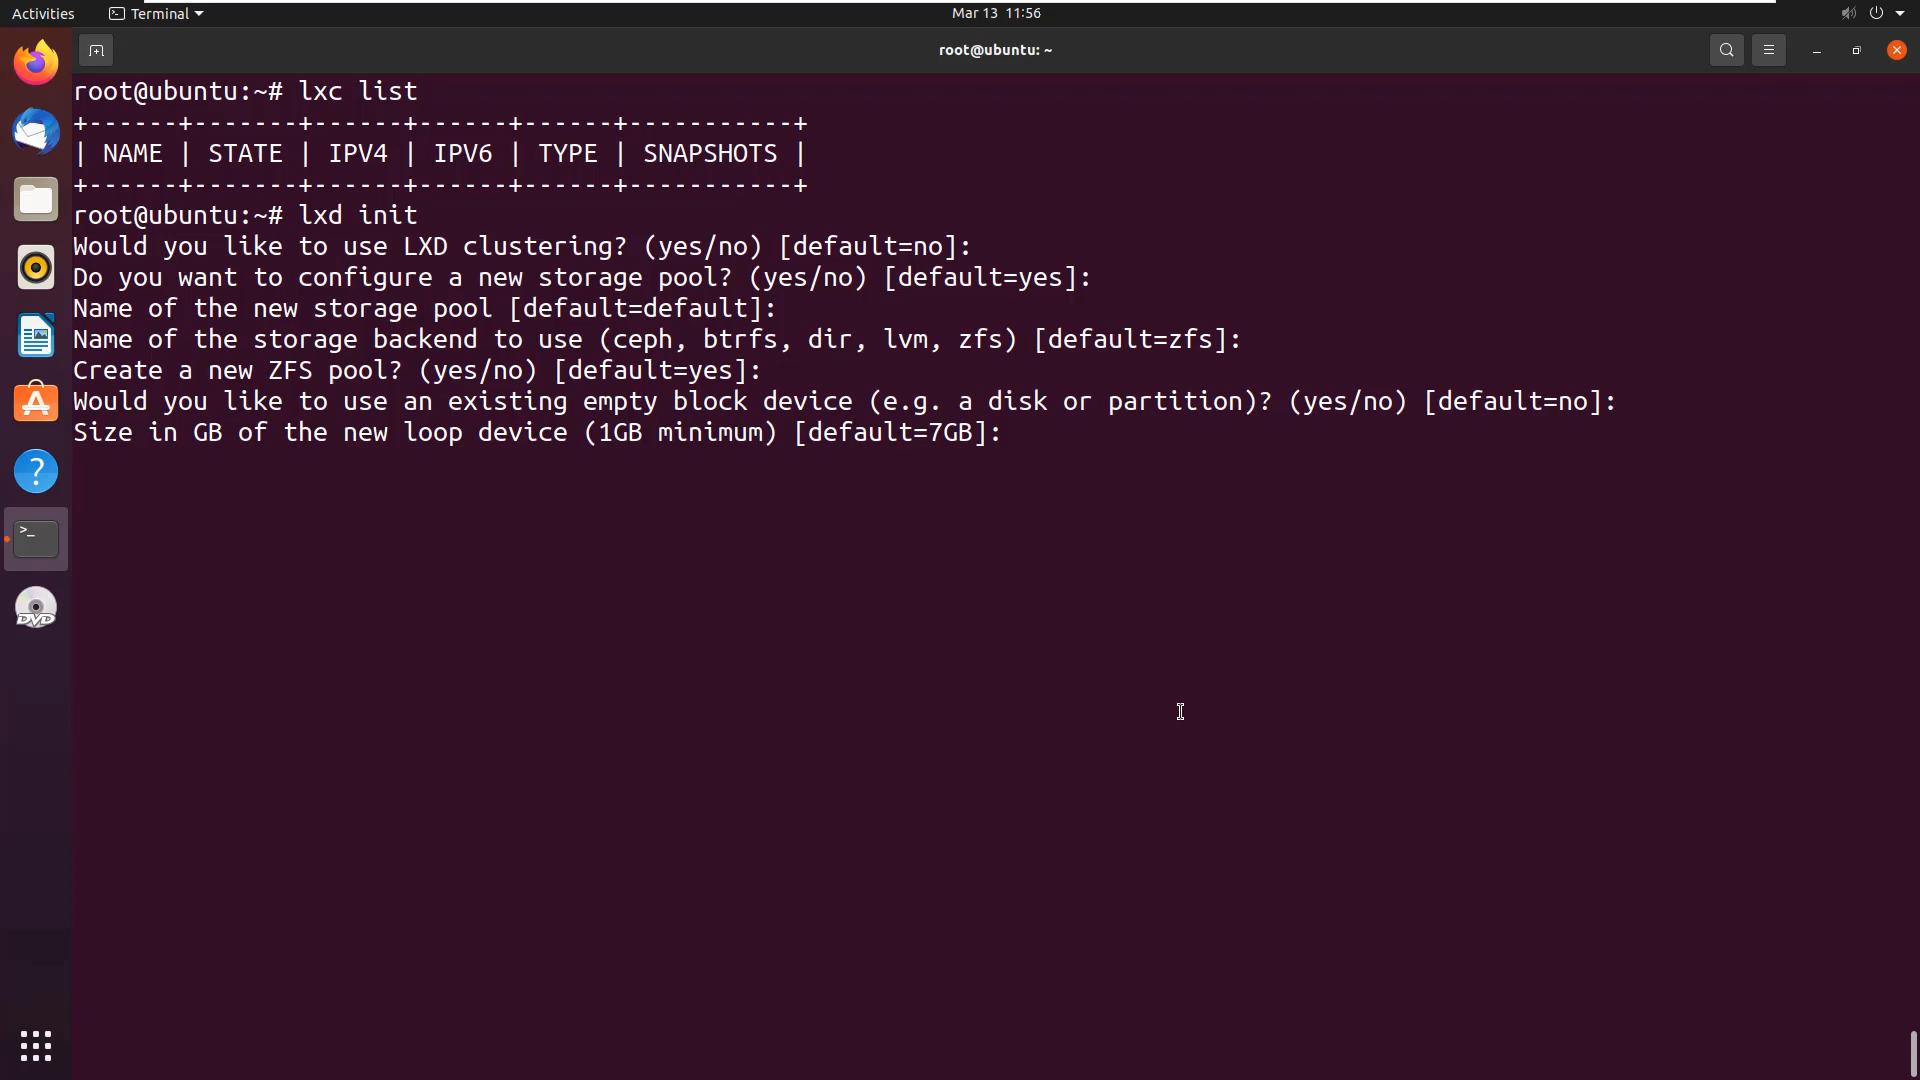 Activities
Terminal
Mar 13 11:56
root@ubuntu: ~
root@ubuntu:~# lxc list
+------+-------+------+------+------+-----------+
| NAME | STATE | IPV4 | IPV6 | TYPE | SNAPSHOTS |
+------+-------+------+------+------+-----------+
root@ubuntu:~# lxd init
Would you like to use LXD clustering? (yes/no) [default=no]:
Do you want to configure a new storage pool? (yes/no) [default=yes]:
Name of the new storage pool [default=default]:
Name of the storage backend to use (ceph, btrfs, dir, lvm, zfs) [default=zfs]:
Create a new ZFS pool? (yes/no) [default=yes]:
Would you like to use an existing empty block device (e.g. a disk or partition)? (yes/no) [default=no]:
Size in GB of the new loop device (1GB minimum) [default=7GB]:
?
>_
DVD